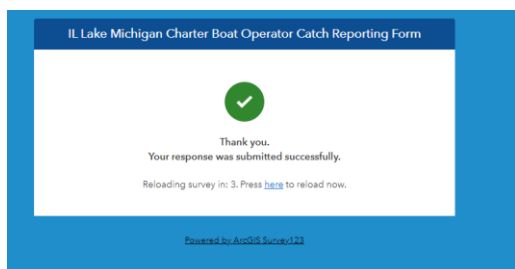 IL Lake Michigan Charter Boat Operator Catch Reporting Form
Thank you.
Your response was submitted successfully.
Reloading survey in: 3. Press here to reload now.
Powered by ArcGIS Survey123